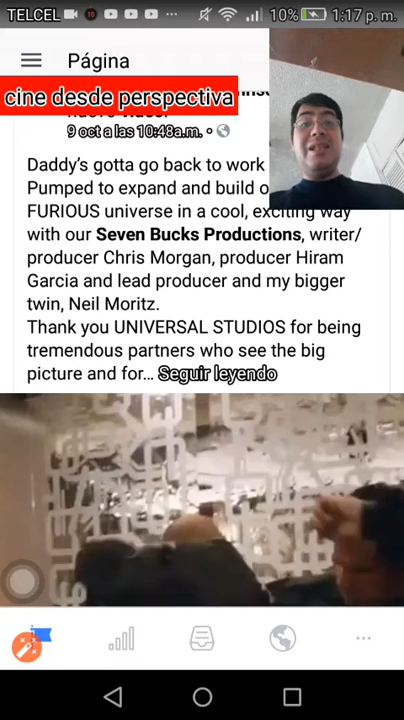 TELCEL 10% 1:17 p. m.
Página
cine desde perspectiva
9 oct a las 10:48a.m. •
Daddy’s gotta go back to work
Pumped to expand and build o
FURIOUS universe in a cool, exciting way
with our Seven Bucks Productions, writer/
producer Chris Morgan, producer Hiram
Garcia and lead producer and my bigger
twin, Neil Moritz.
Thank you UNIVERSAL STUDIOS for being
tremendous partners who see the big
picture and for... Seguir leyendo